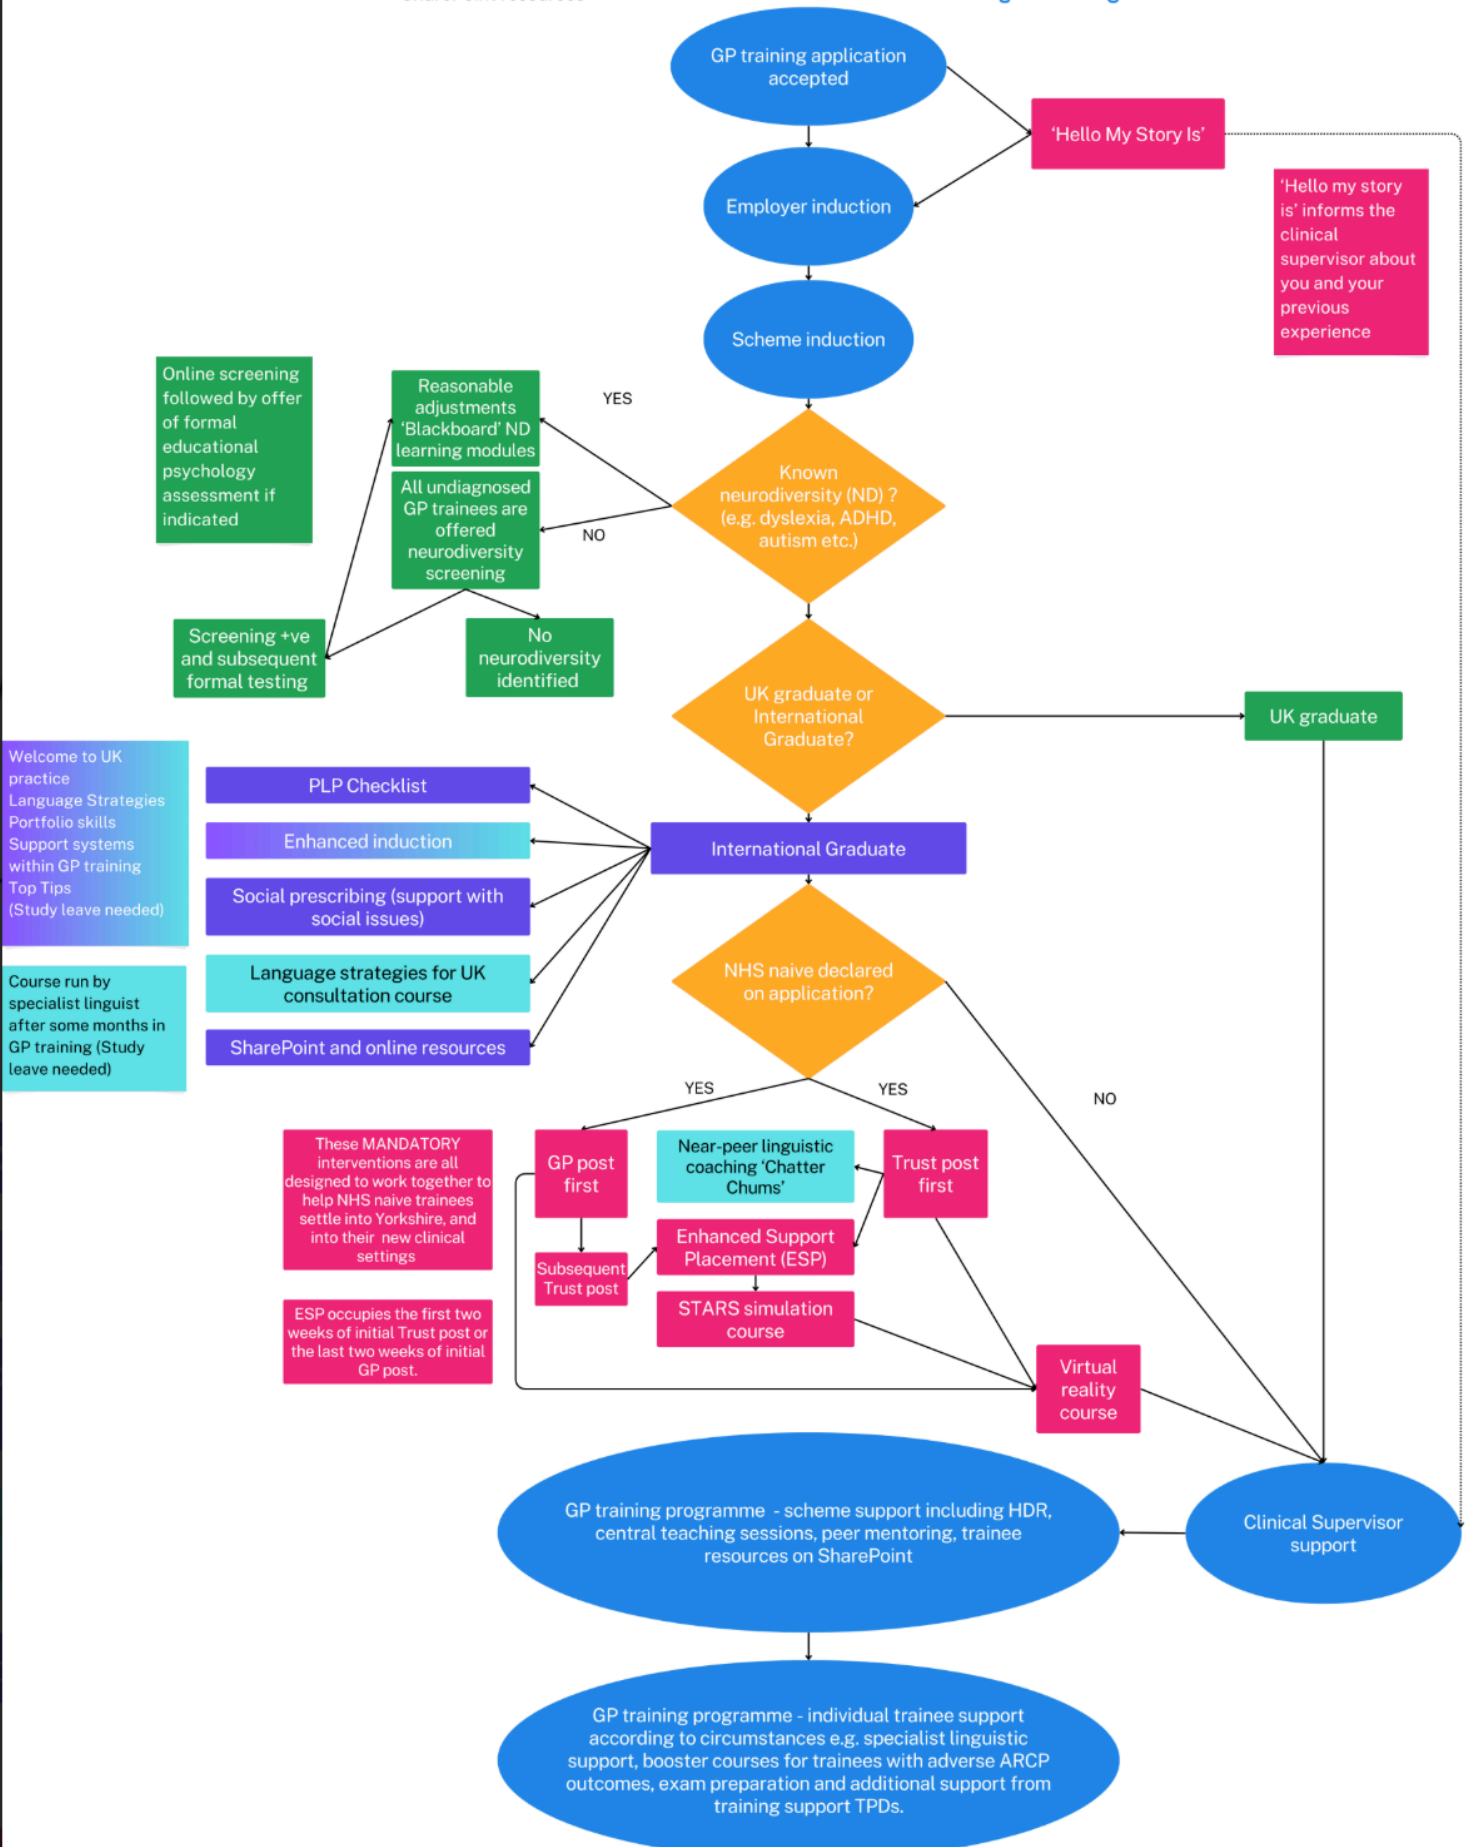 GP training application
accepted
'Hello My Story Is'
'Hello my story
is' informs the
clinical
supervisor about
you and your
previous
experience
Employer induction
Scheme induction
Online screening
followed by offer
of formal
educational
psychology
assessment if
indicated
Reasonable
adjustments
'Blackboard' ND
learning modules
YES
All undiagnosed
GP trainees are
offered
neurodiversity
screening
NO
Known
neurodiversity (ND) ?
(e.g. dyslexia, ADHD,
autism etc.)
Screening +ve
and subsequent
formal testing
No
neurodiversity
identified
UK graduate or
International
Graduate?
UK graduate
Welcome to UK
practice
Language Strategies
Portfolio skills
Support systems
within GP training
Top Tips
(Study leave needed)
PLP Checklist
Enhanced induction
Social prescribing (support with
social issues)
Language strategies for UK
consultation course
SharePoint and online resources
International Graduate
Course run by
specialist linguist
after some months in
GP training (Study
leave needed)
NHS naive declared
on application?
YES
YES
NO
These MANDATORY
interventions are all
designed to work together to
help NHS naive trainees
settle into Yorkshire, and
into their new clinical
settings
GP post
first
Near-peer linguistic
coaching 'Chatter
Chums'
Trust post
first
Subsequent
Trust post
Enhanced Support
Placement (ESP)
STARS simulation
course
ESP occupies the first two
weeks of initial Trust post or
the last two weeks of initial
GP post.
Virtual
reality
course
GP training programme - scheme support including HDR,
central teaching sessions, peer mentoring, trainee
resources on SharePoint
Clinical Supervisor
support
GP training programme - individual trainee support
according to circumstances e.g. specialist linguistic
support, booster courses for trainees with adverse ARCP
outcomes, exam preparation and additional support from
training support TPDs.